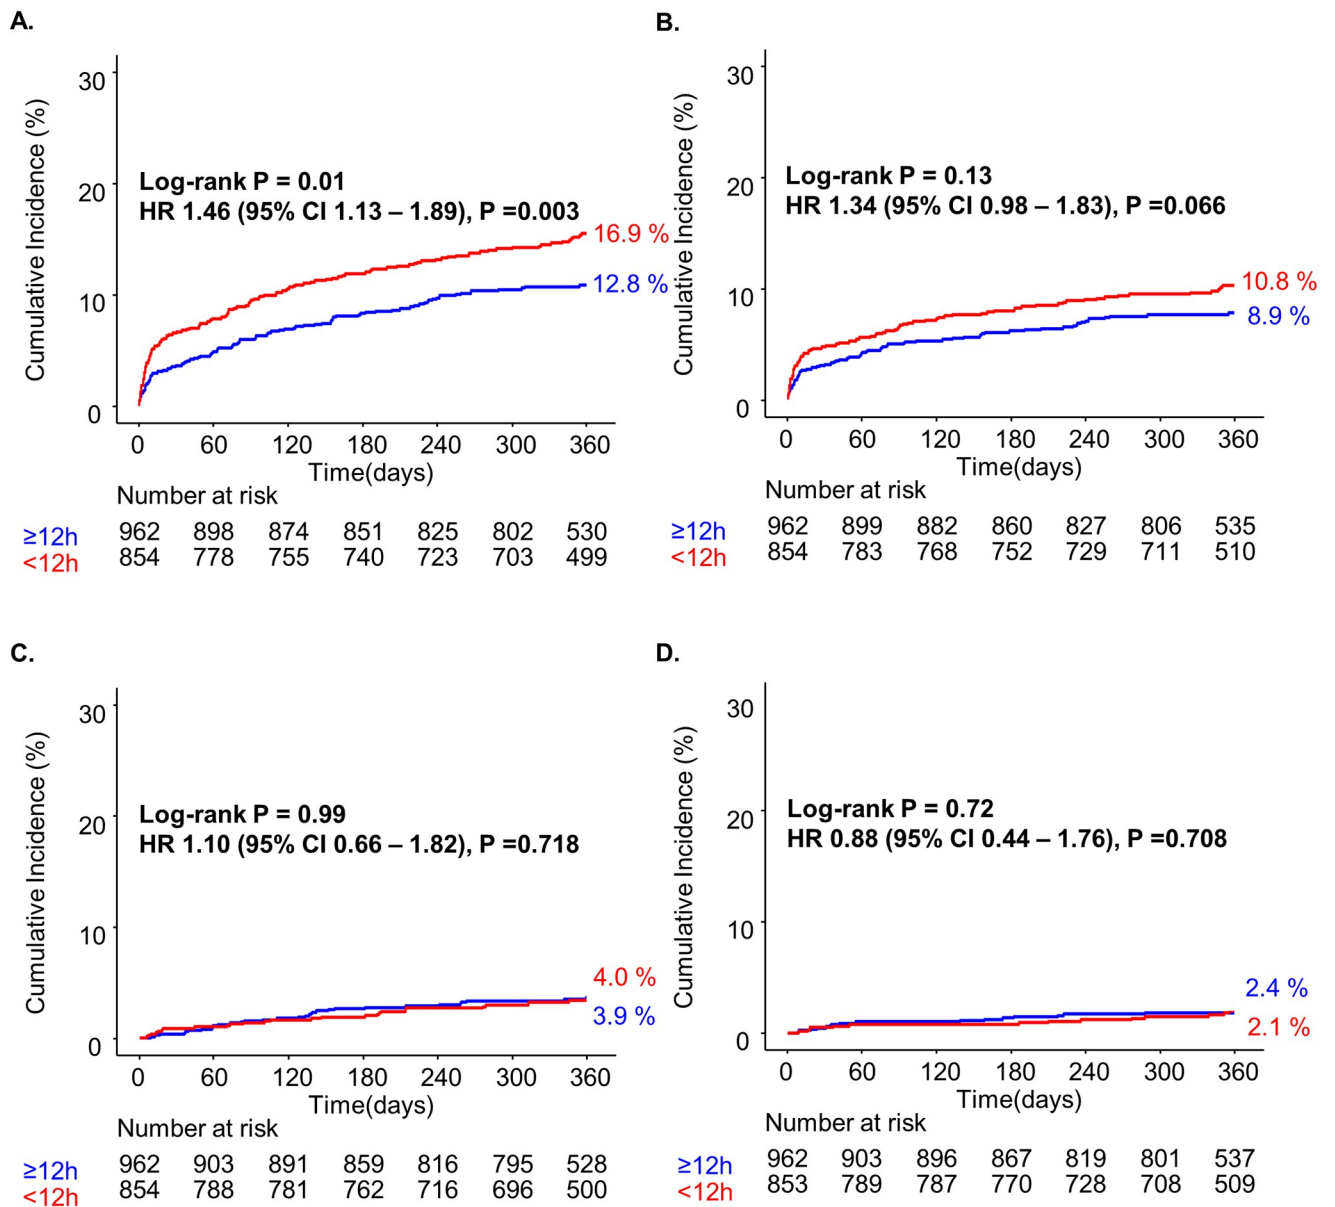 A.
Cumulative Incidence (%)
30
20
10
0
Log-rank P = 0.01
HR 1.46 (95% CI 1.13 – 1.89), P =0.003
16.9 %
12.8 %
0 60 120 180 240 300 360
Time(days)
Number at risk
≥12h 962 898 874 851 825 802 530
<12h 854 778 755 740 723 703 499
B.
Cumulative Incidence (%)
30
20
10
0
Log-rank P = 0.13
HR 1.34 (95% CI 0.98 – 1.83), P =0.066
10.8 %
8.9 %
0 60 120 180 240 300 360
Time(days)
Number at risk
≥12h 962 899 882 860 827 806 535
<12h 854 783 768 752 729 711 510
C.
Cumulative Incidence (%)
30
20
10
0
Log-rank P = 0.99
HR 1.10 (95% CI 0.66 – 1.82), P =0.718
4.0 %
3.9 %
0 60 120 180 240 300 360
Time(days)
Number at risk
≥12h 962 903 891 859 816 795 528
<12h 854 788 781 762 716 696 500
D.
Cumulative Incidence (%)
30
20
10
0
Log-rank P = 0.72
HR 0.88 (95% CI 0.44 – 1.76), P =0.708
2.4 %
2.1 %
0 60 120 180 240 300 360
Time(days)
Number at risk
≥12h 962 903 896 867 819 801 537
<12h 853 789 787 770 728 708 509